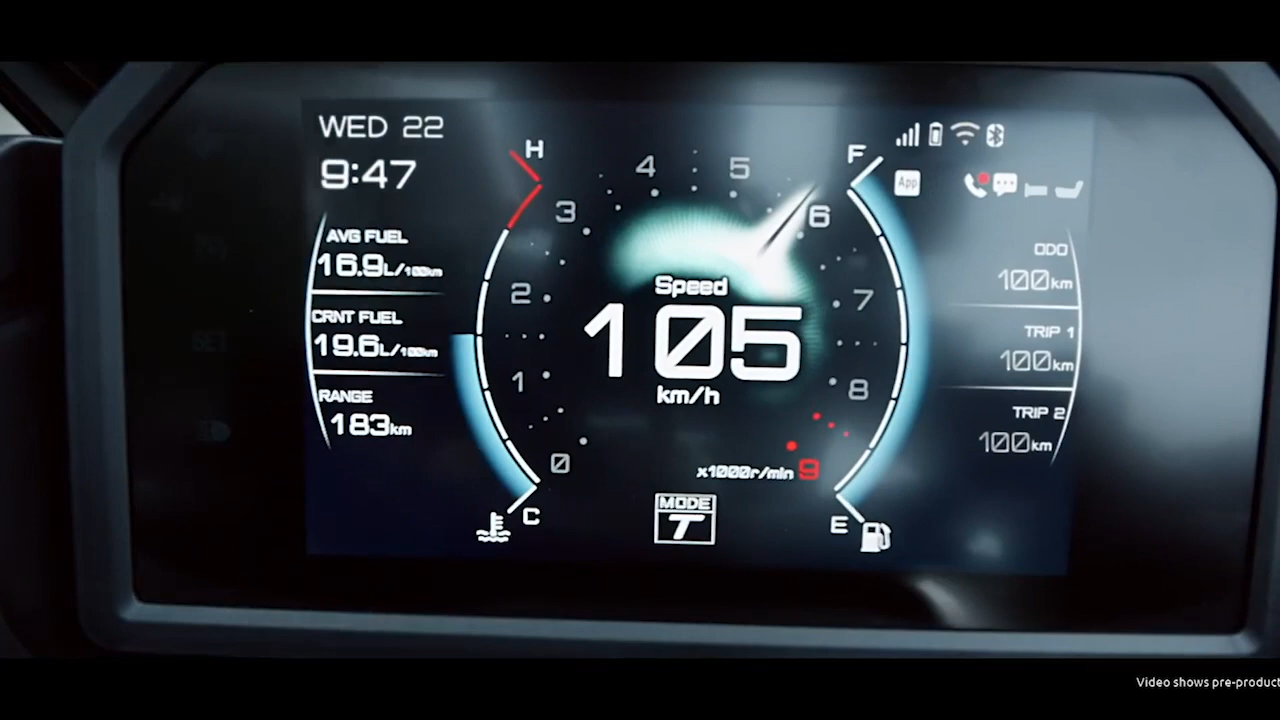 WED 22
9:47
AVG FUEL
16.9L/100km
CRNT FUEL
19.6L/100km
RANGE
183km
H
C
0
1
2
3
4
5
6
7
8
9
x1000r/min
Speed
105
km/h
MODE
T
F
E
App
ODO
100km
TRIP 1
100km
TRIP 2
100km
Video shows pre-product